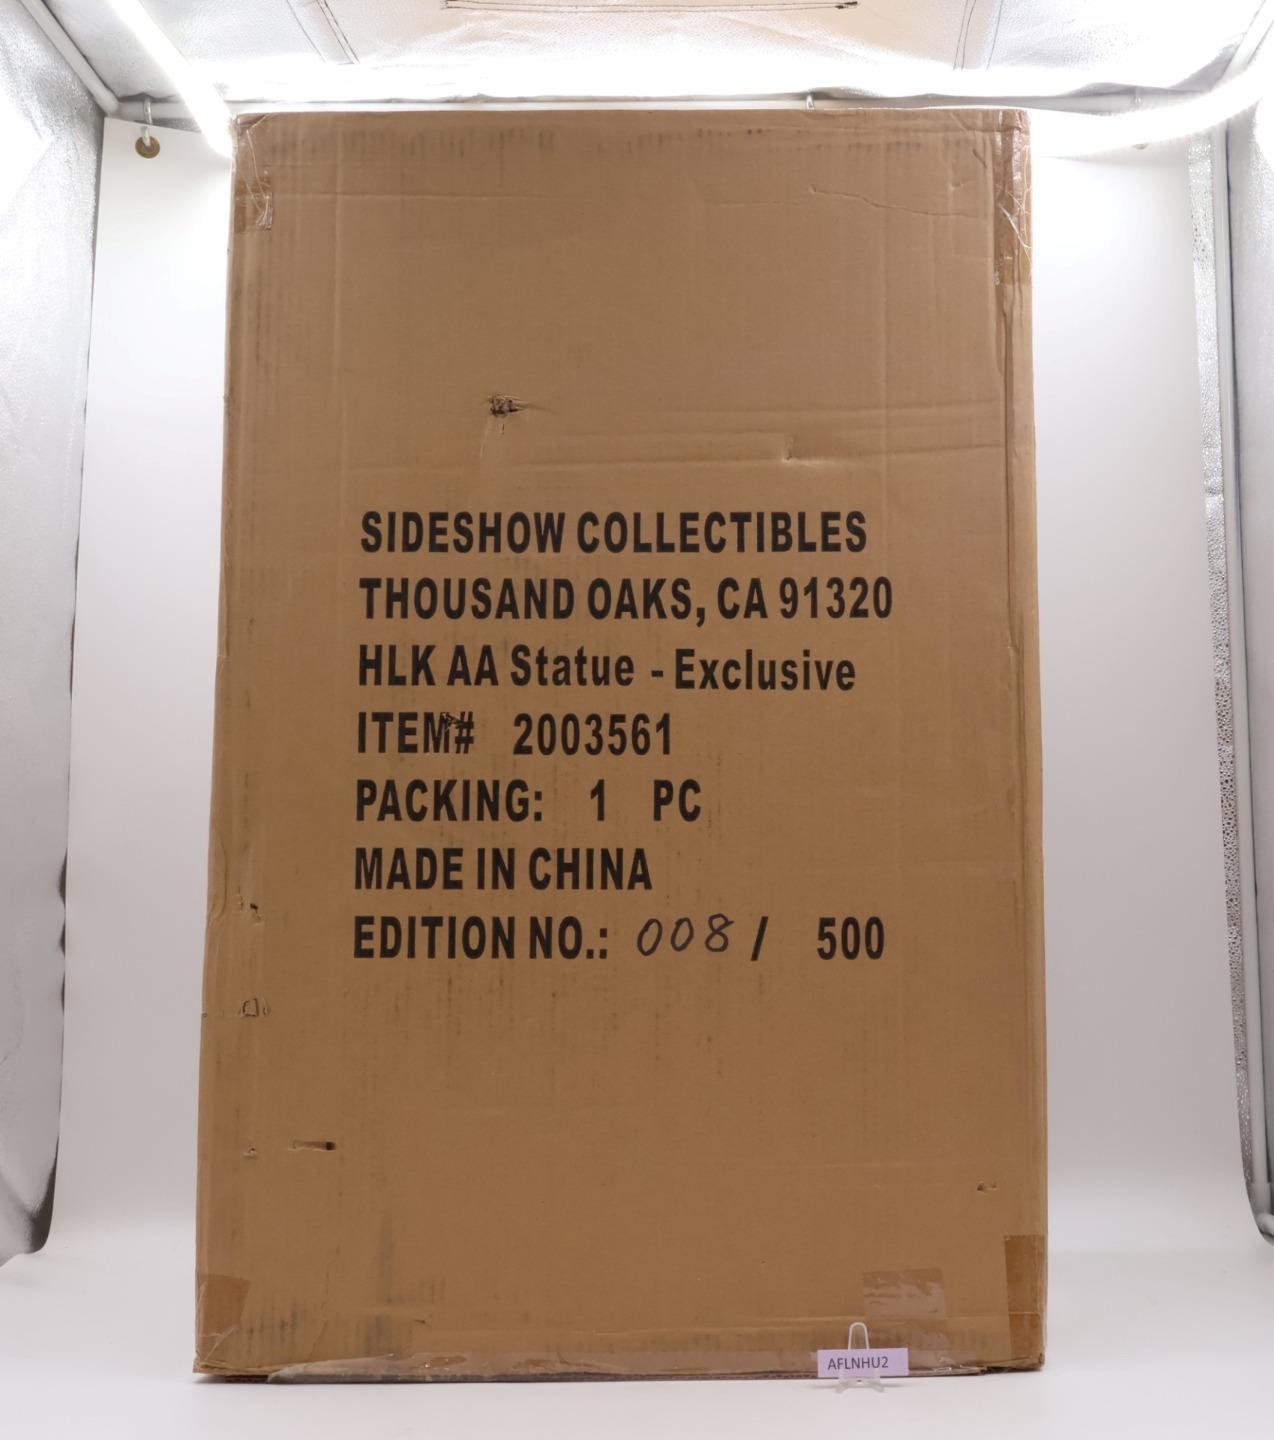 SIDESHOW COLLECTIBLES
THOUSAND OAKS, CA 91320
HLK AA Statue - Exclusive
ITEM# 2003561
PACKING: 1 PC
MADE IN CHINA
EDITION NO.: 008 / 500
AFLNHU2